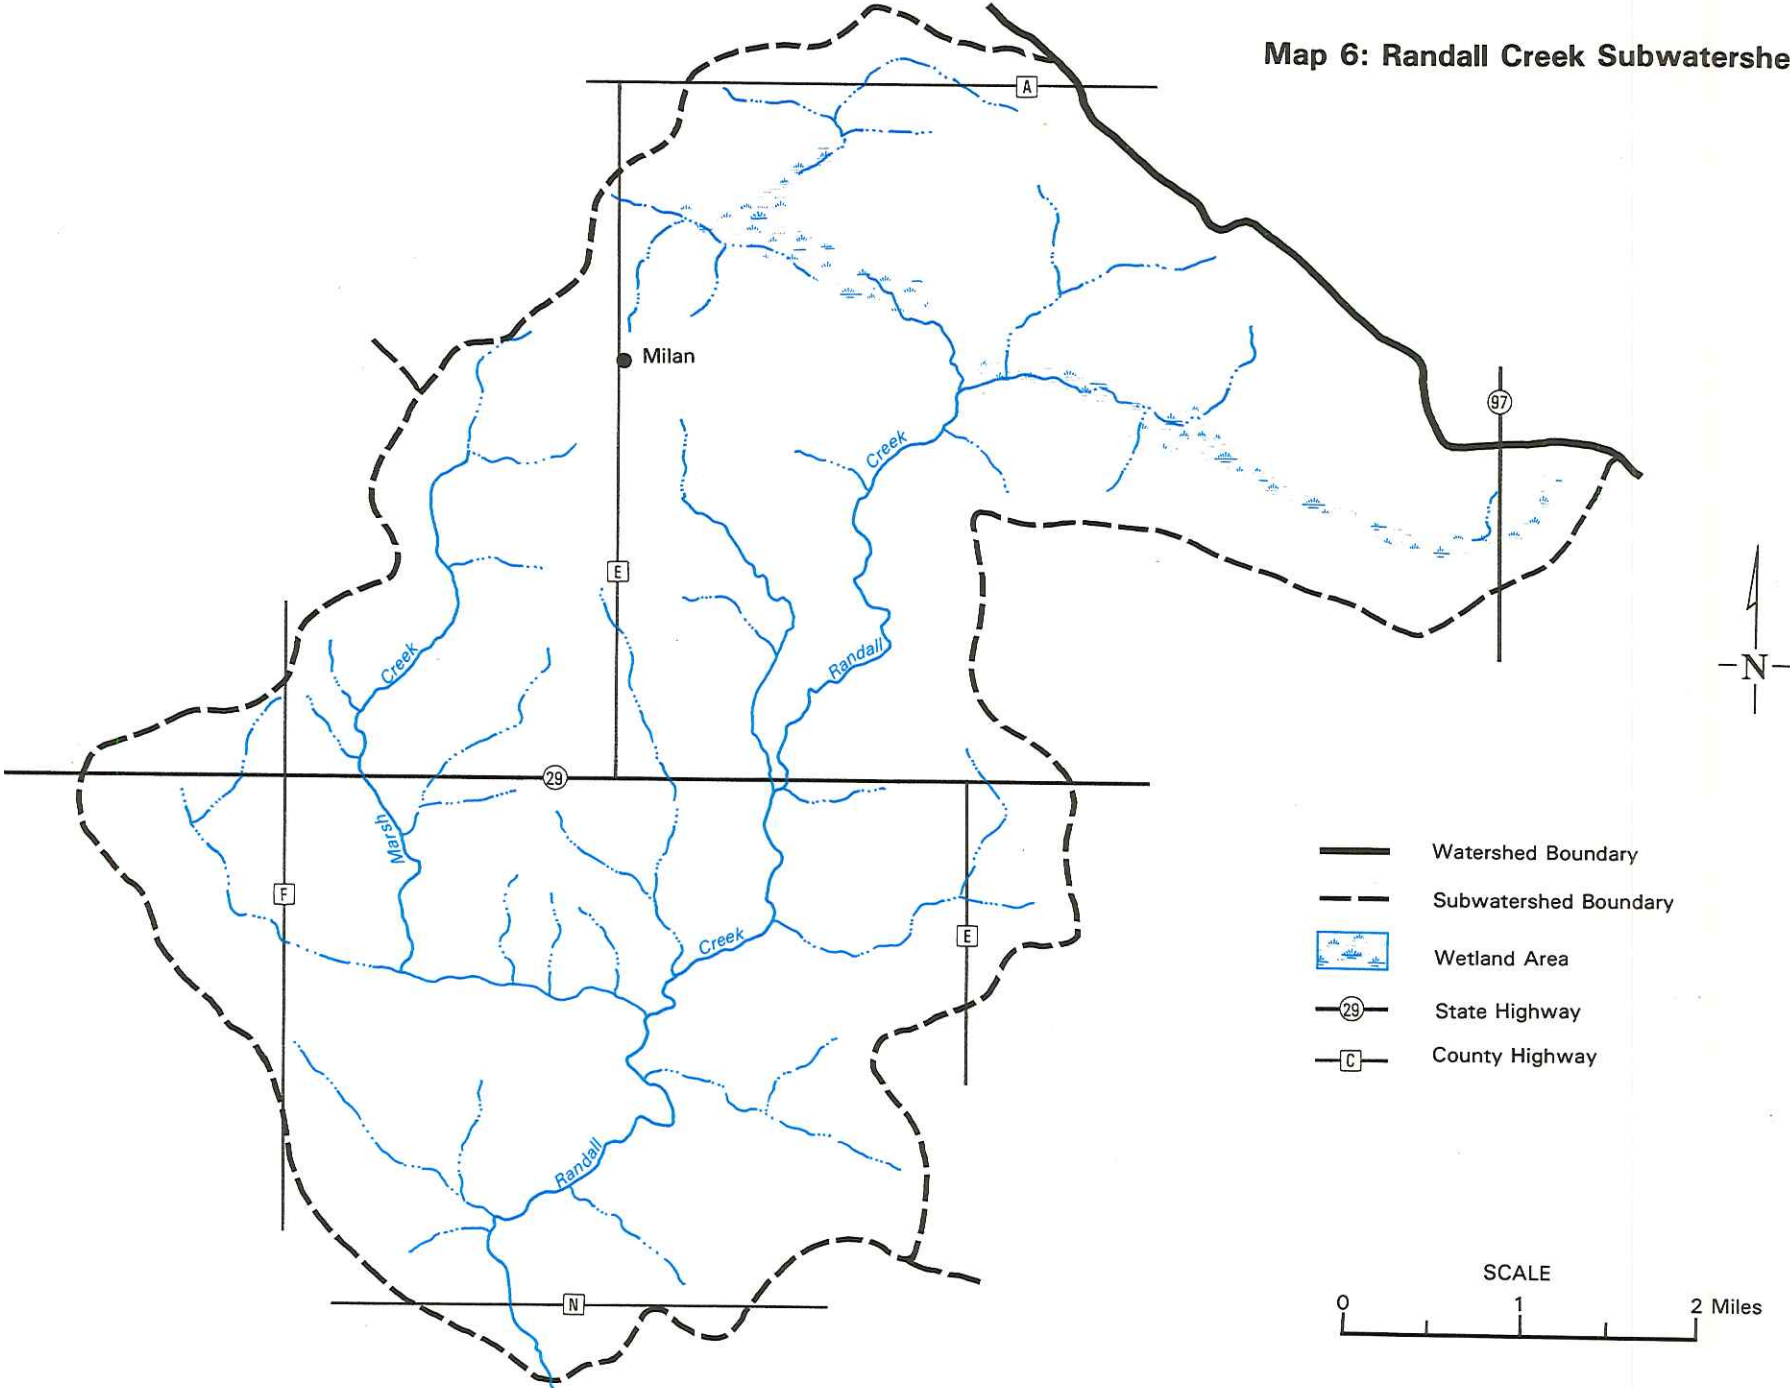 Map 6: Randall Creek Subwatershe
A
97
Milan
Creek
E
Randall
Creek
N
29
Marsh
F
Creek
E
Randall
N
Watershed Boundary
Subwatershed Boundary
Wetland Area
29 State Highway
C County Highway
SCALE
0 1 2 Miles